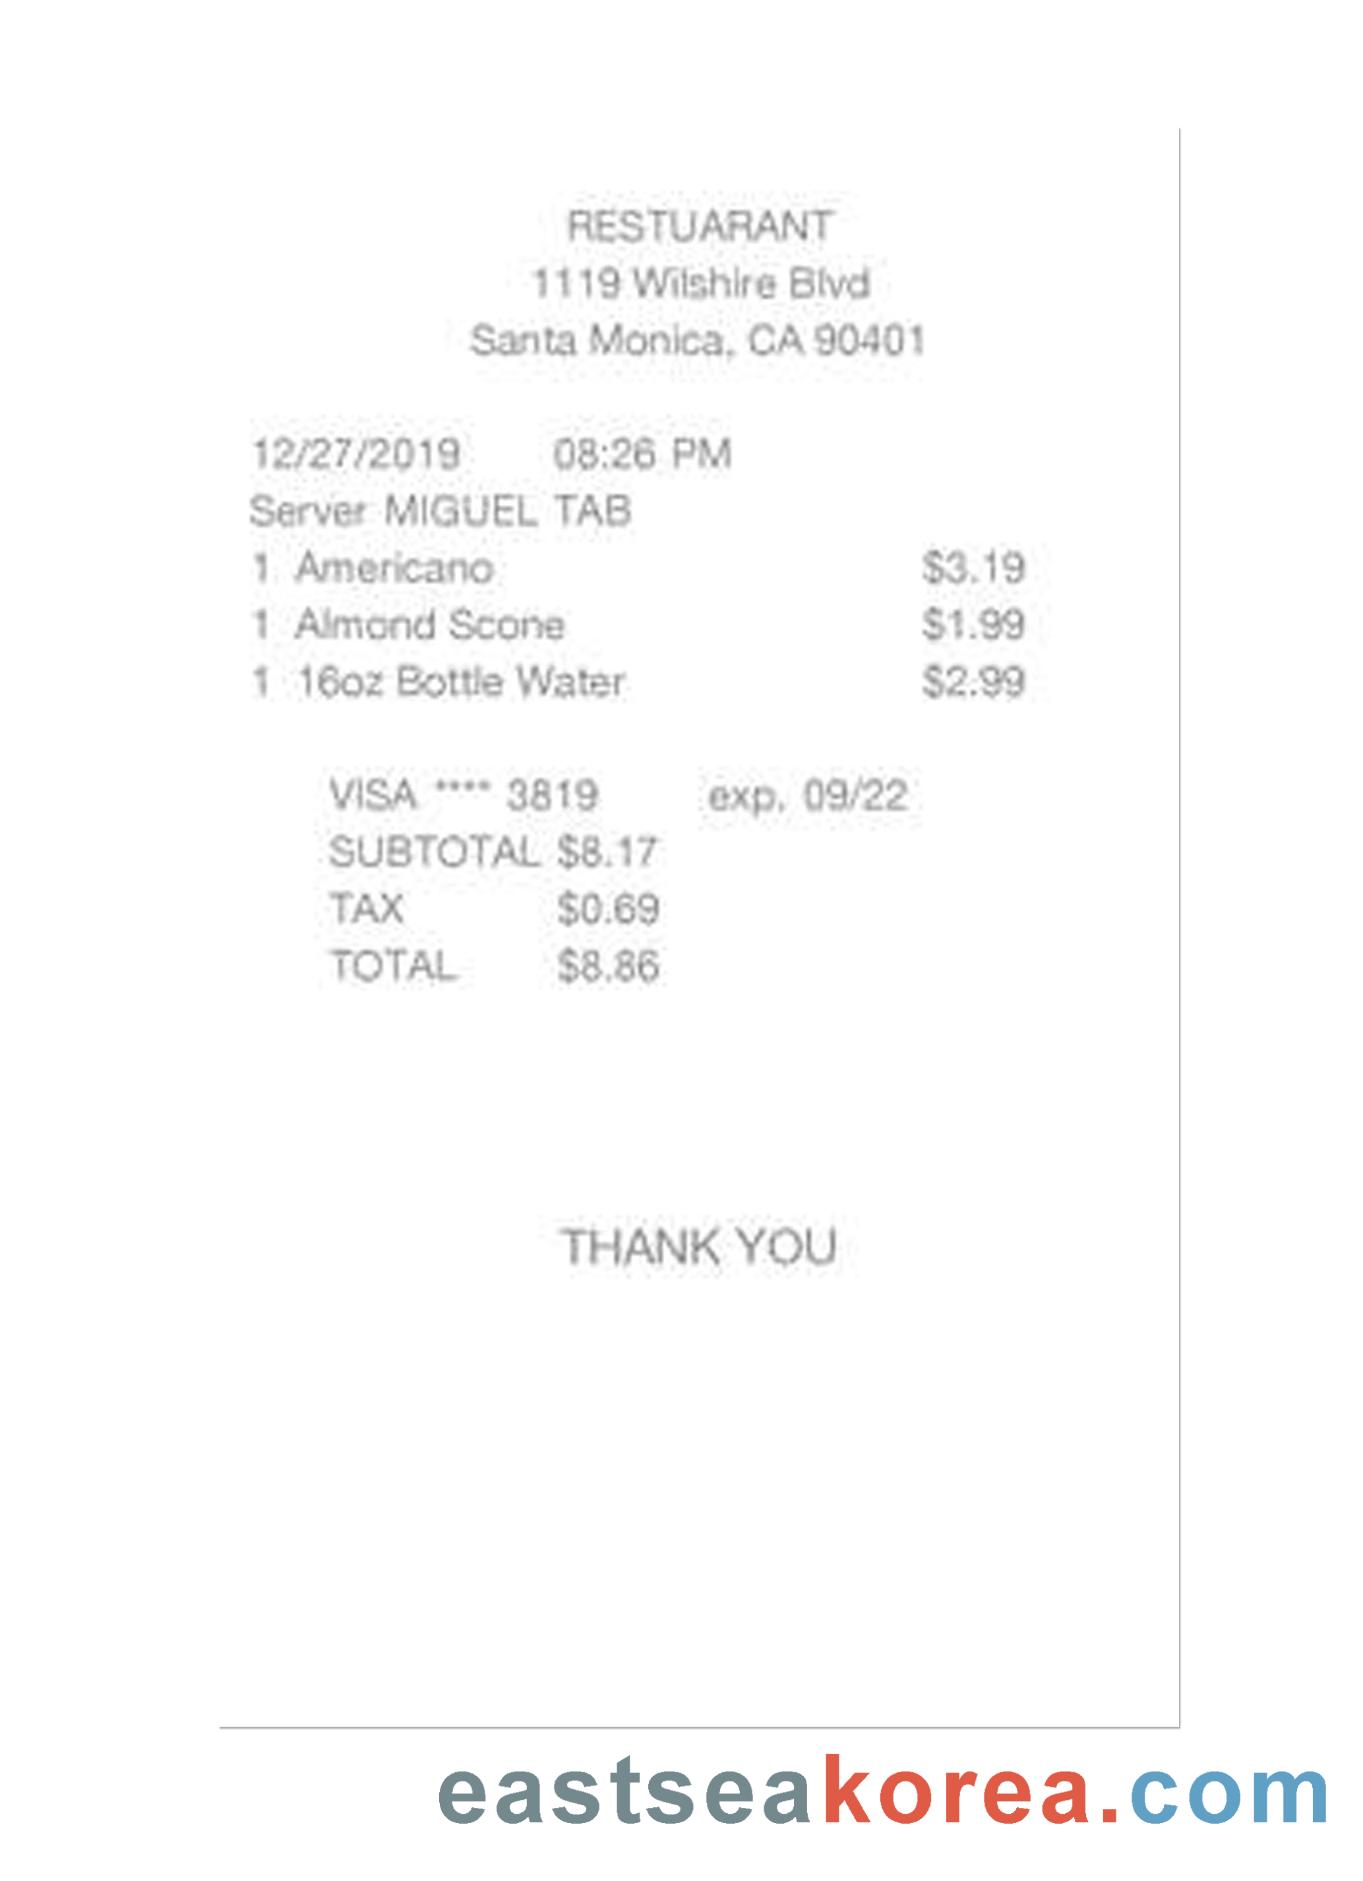 RESTUARANT
1119 Wilshire Blvd
Santa Monica, CA 90401
12/27/2019 08:26 PM
Server MIGUEL TAB
1 Americano $3.19
1 Almond Scone $1.99
1 16oz Bottle Water $2.99
VISA **** 3819 exp. 09/22
SUBTOTAL $8.17
TAX $0.69
TOTAL $8.86
THANK YOU
eastseakorea.com